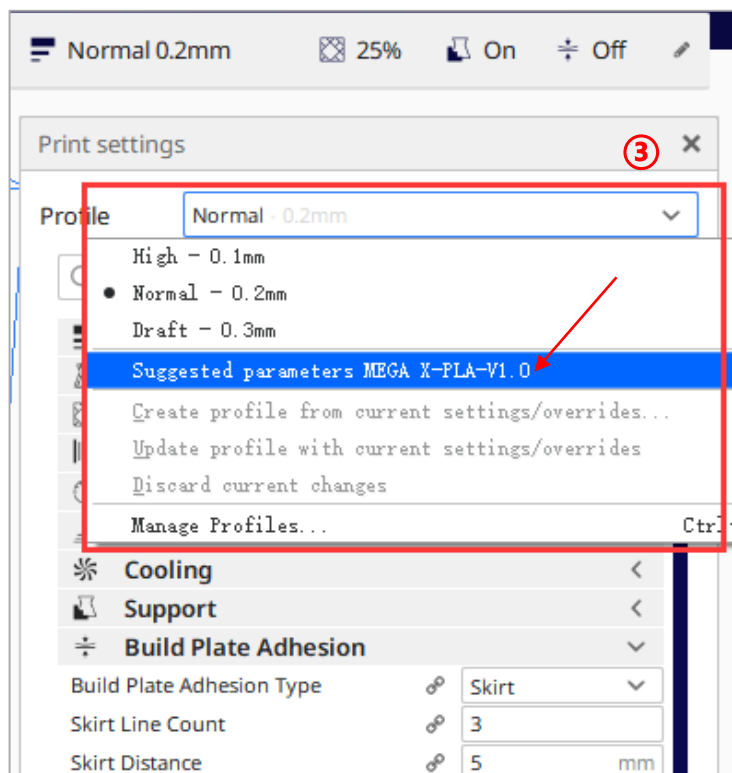 Normal 0.2mm 25% On Off
Print settings
③
Profile Normal - 0.2mm
High - 0.1mm
Normal - 0.2mm
Draft - 0.3mm
Suggested parameters MEGA X-PLA-V1.0
Create profile from current settings/overrides...
Update profile with current settings/overrides
Discard current changes
Manage Profiles... Ctrl
Cooling
Support
Build Plate Adhesion
Build Plate Adhesion Type Skirt
Skirt Line Count 3
Skirt Distance 5 mm